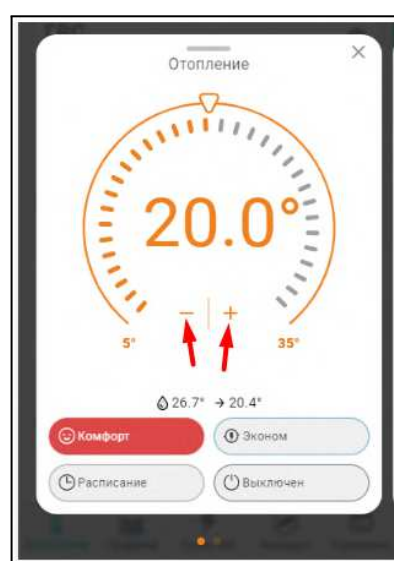 Отопление
20.0°
5°
35°
26.7° → 20.4°
Комфорт
Эконом
Расписание
Выключен